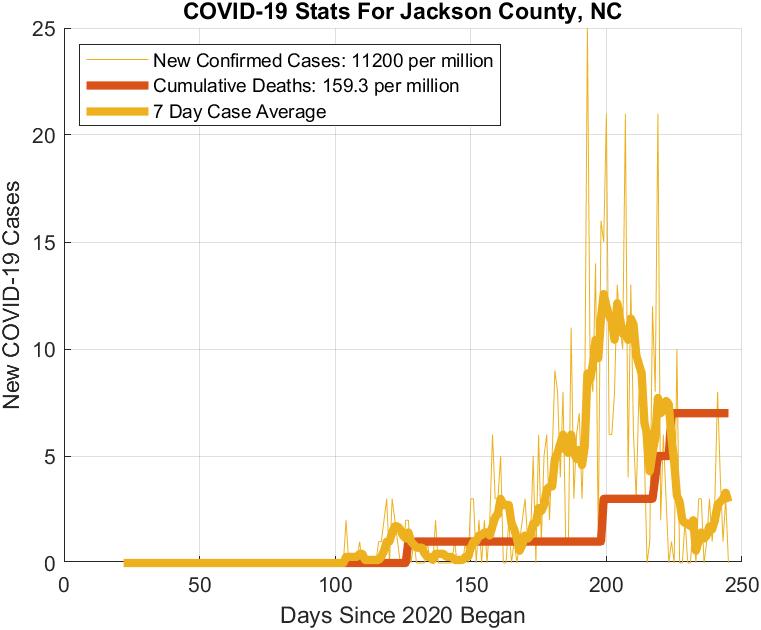 COVID-19 Stats For Jackson County, NC
New Confirmed Cases: 11200 per million
Cumulative Deaths: 159.3 per million
7 Day Case Average
New COVID-19 Cases
25
20
15
10
5
0
0 50 100 150 200 250
Days Since 2020 Began